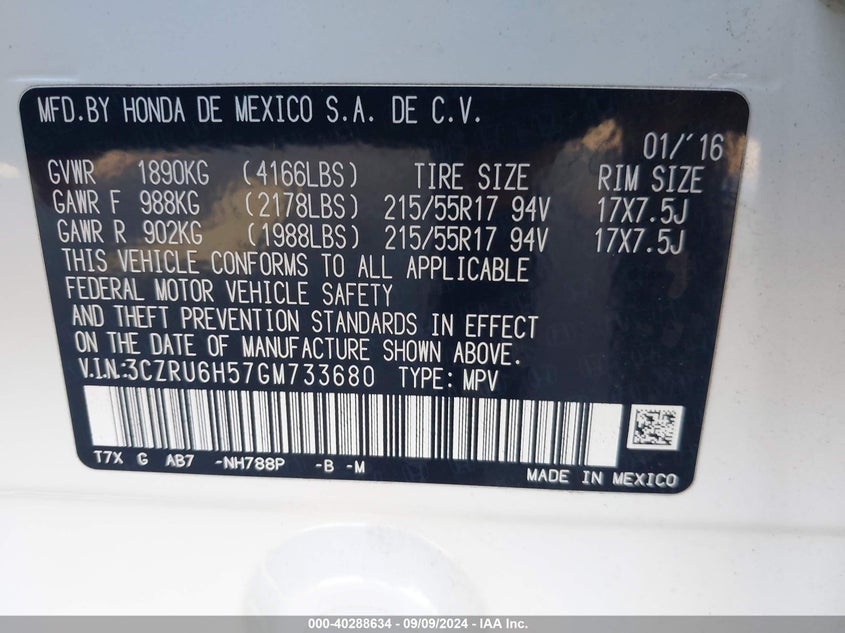 MFD.BY HONDA DE MEXICO S.A. DE C.V.
01/'16
GVWR 1890KG (4166LBS) TIRE SIZE RIM SIZE
GAWR F 988KG (2178LBS) 215/55R17 94V 17X7.5J
GAWR R 902KG (1988LBS) 215/55R17 94V 17X7.5J
THIS VEHICLE CONFORMS TO ALL APPLICABLE
FEDERAL MOTOR VEHICLE SAFETY
AND THEFT PREVENTION STANDARDS IN EFFECT
ON THE DATE OF MANUFACTURE SHOWN ABOVE.
V.I.N.:3CZRU6H57GM733680 TYPE: MPV
T7X G AB7 -NH788P -B -M
MADE IN MEXICO
000-40288634 - 09/09/2024 - IAA Inc.